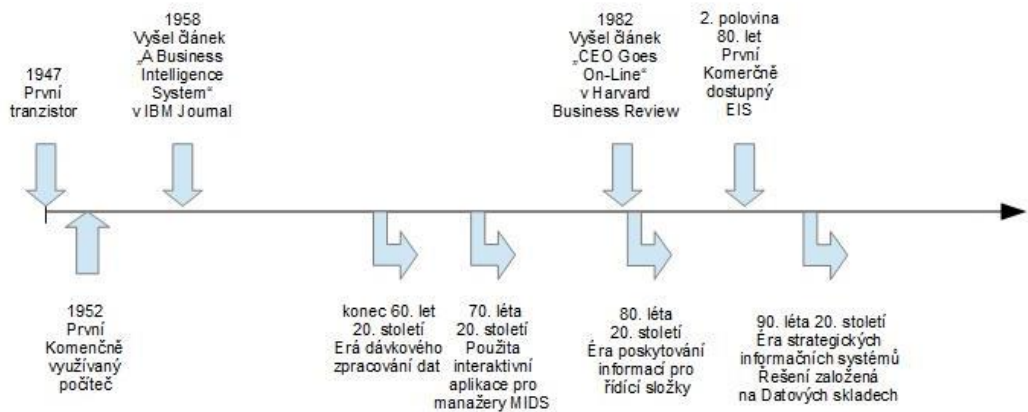 1947
První
tranzistor
1958
Vyšel článek
„A Business
Intelligence
System“
v IBM Journal
1982
Vyšel článek
„CEO Goes
On-Line“
v Harvard
Business Review
2. polovina
80. let
První
Komerčně
dostupný
EIS
1952
První
Komenčně
využívaný
počíteč
konec 60. let
20. století
Erá dávkového
zpracování dat
70. léta
20. století
Použita
interaktivní
aplikace pro
manažery MIDS
80. léta
20. století
Éra poskytování
informací pro
řídící složky
90. léta 20. století
Éra strategických
informačních systémů
Řešení založená
na Datových skladech